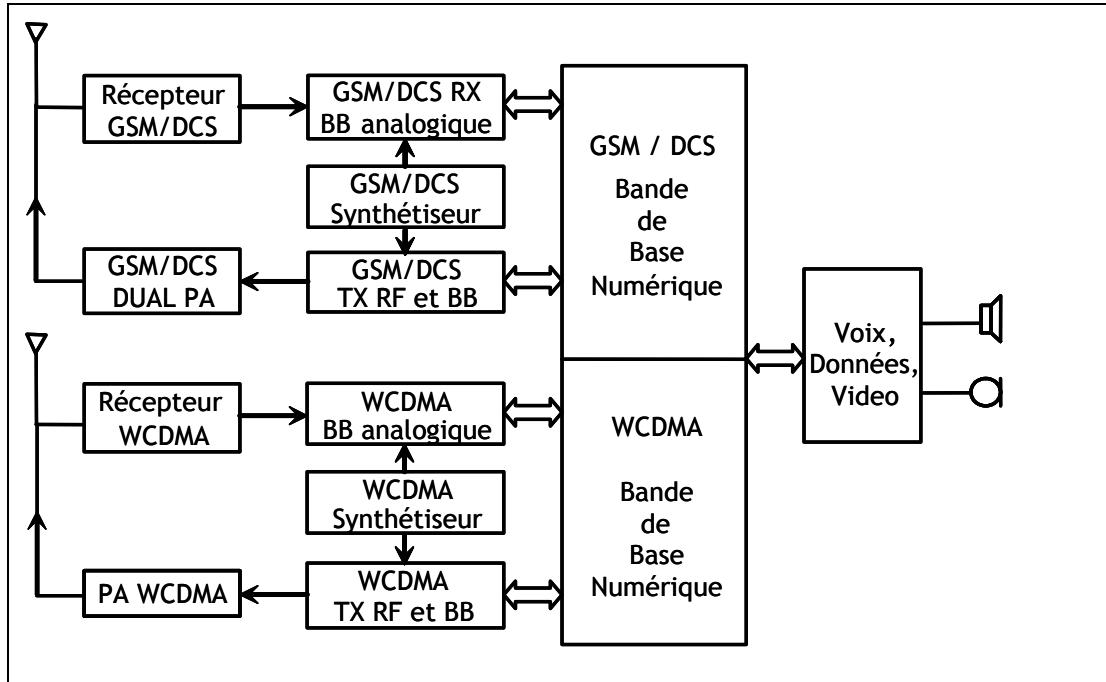 Récepteur
GSM/DCS
GSM/DCS RX
BB analogique
GSM/DCS
Synthétiseur
GSM/DCS
DUAL PA
GSM/DCS
TX RF et BB
GSM / DCS
Bande
de
Base
Numérique
Récepteur
WCDMA
WCDMA
BB analogique
WCDMA
Synthétiseur
PA WCDMA
WCDMA
TX RF et BB
WCDMA
Bande
de
Base
Numérique
Voix,
Données,
Video